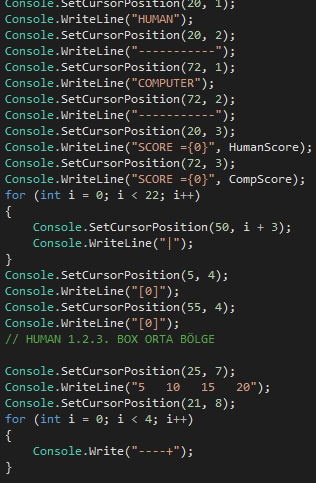 Console.SetCursorPosition(20, 1);
Console.WriteLine("HUMAN");
Console.SetCursorPosition(20, 2);
Console.WriteLine("-----------");
Console.SetCursorPosition(72, 1);
Console.WriteLine("COMPUTER");
Console.SetCursorPosition(72, 2);
Console.WriteLine("-----------");
Console.SetCursorPosition(20, 3);
Console.WriteLine("SCORE ={0}", HumanScore);
Console.SetCursorPosition(72, 3);
Console.WriteLine("SCORE ={0}", CompScore);
for (int i = 0; i < 22; i++)
{
    Console.SetCursorPosition(50, i + 3);
    Console.WriteLine("|");
}
Console.SetCursorPosition(5, 4);
Console.WriteLine("[0]");
Console.SetCursorPosition(55, 4);
Console.WriteLine("[0]");
// HUMAN 1.2.3. BOX ORTA BÖLGE
Console.SetCursorPosition(25, 7);
Console.WriteLine("5   10   15   20");
Console.SetCursorPosition(21, 8);
for (int i = 0; i < 4; i++)
{
    Console.Write("----+");
}